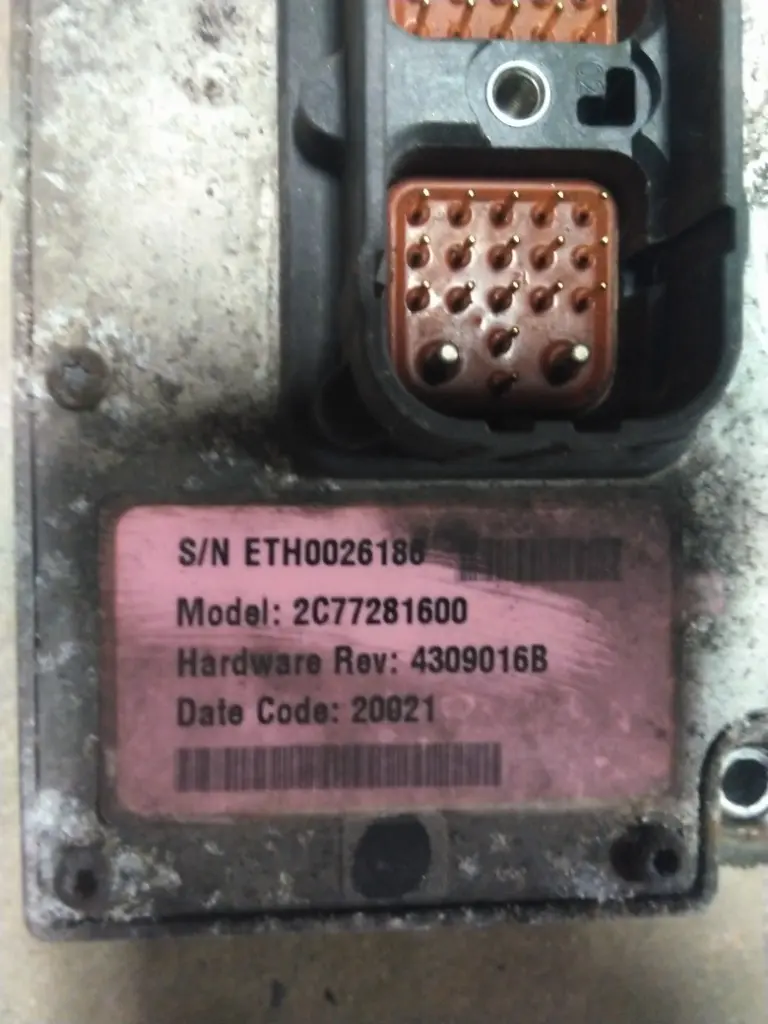 S/N ETH0026186
Model: 2C77281600
Hardware Rev: 4309016B
Date Code: 20021